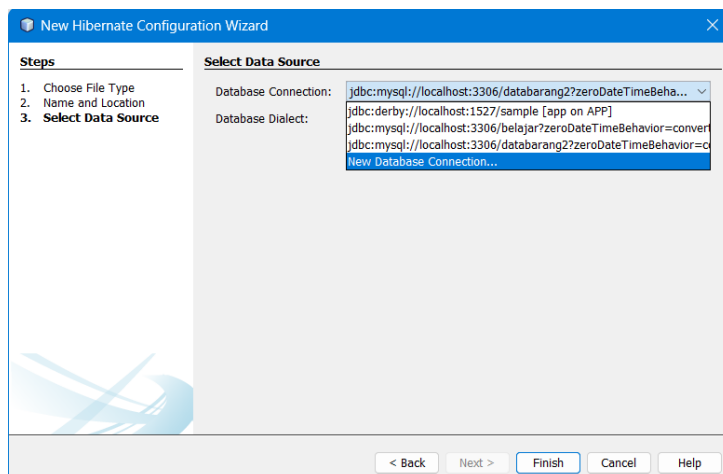 New Hibernate Configuration Wizard
Steps
1. Choose File Type
2. Name and Location
3. Select Data Source
Select Data Source
Database Connection: jdbc:mysql://localhost:3306/databarang2?zeroDateTimeBeha...
Database Dialect:
jdbc:derby://localhost:1527/sample [app on APP]
jdbc:mysql://localhost:3306/belajar?zeroDateTimeBehavior=convert
jdbc:mysql://localhost:3306/databarang2?zeroDateTimeBehavior=co
New Database Connection...
< Back Next > Finish Cancel Help